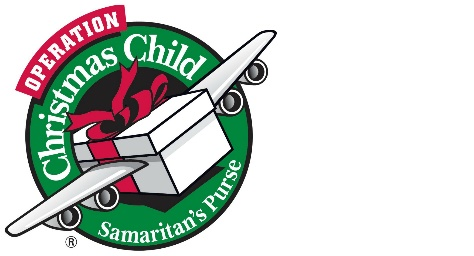 OPERATION
Christmas Child
Samaritan's Purse
®